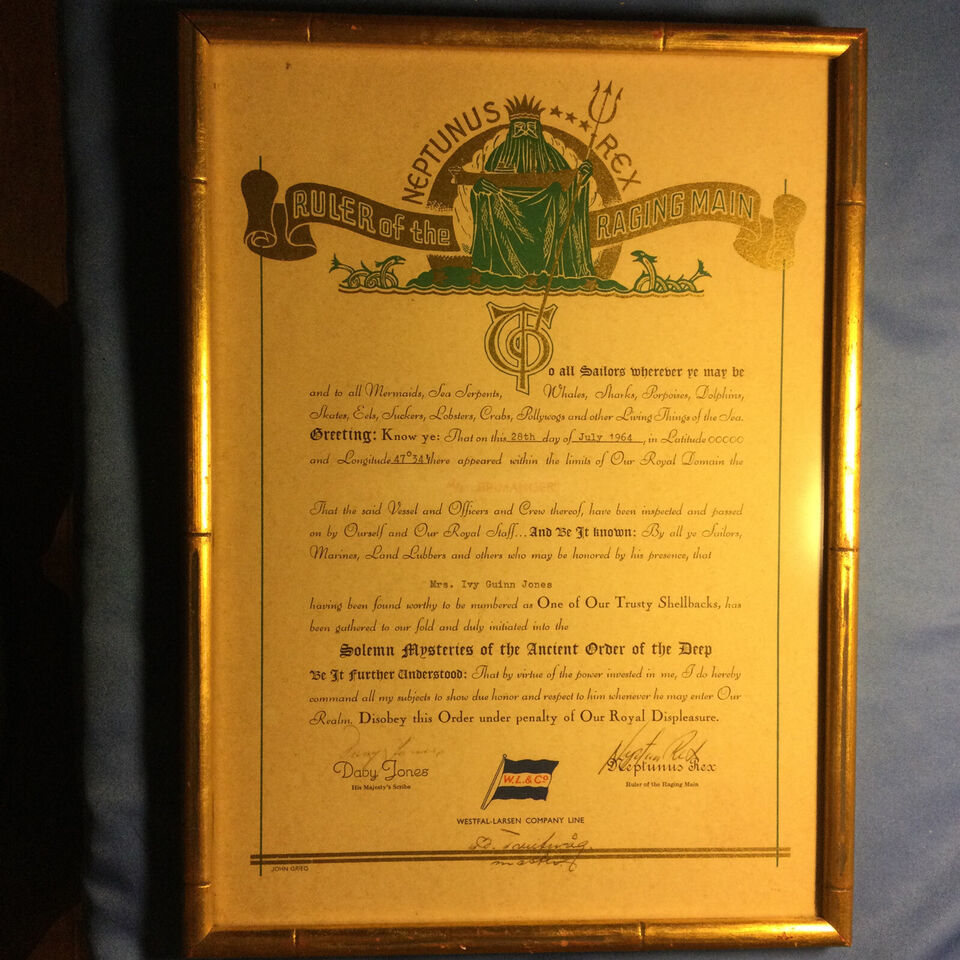 NEPTUNUS REX
RULER of the RAGING MAIN
To all Sailors wherever ye may be
and to all Mermaids, Sea Serpents, Whales, Sharks, Porpoises, Dolphins,
Skates, Eels, Suckers, Lobsters, Crabs, Pollywogs and other Living Things of the Sea.
Greeting: Know ye: That on this 28th day of July 1964, in Latitude 00000
and Longitude 47°34' there appeared within the limits of Our Royal Domain the
That the said Vessel and Officers and Crew thereof, have been inspected and passed
on by Ourself and Our Royal Staff... And Be It known: By all ye Sailors,
Marines, Land Lubbers and others who may be honored by his presence, that
Mrs. Ivy Guinn Jones
having been found worthy to be numbered as One of Our Trusty Shellbacks, has
been gathered to our fold and duly initiated into the
Solemn Mysteries of the Ancient Order of the Deep
Be It Further Understood: That by virtue of the power invested in me, I do hereby
command all my subjects to show due honor and respect to him whenever he may enter Our
Realm. Disobey this Order under penalty of Our Royal Displeasure.
Davy Jones Neptun Rex
Daby Jones Neptunus Rex
His Majesty's Scribe Ruler of the Raging Main
W.L.&Co
WESTFAL-LARSEN COMPANY LINE
master
JOHN GRIEG